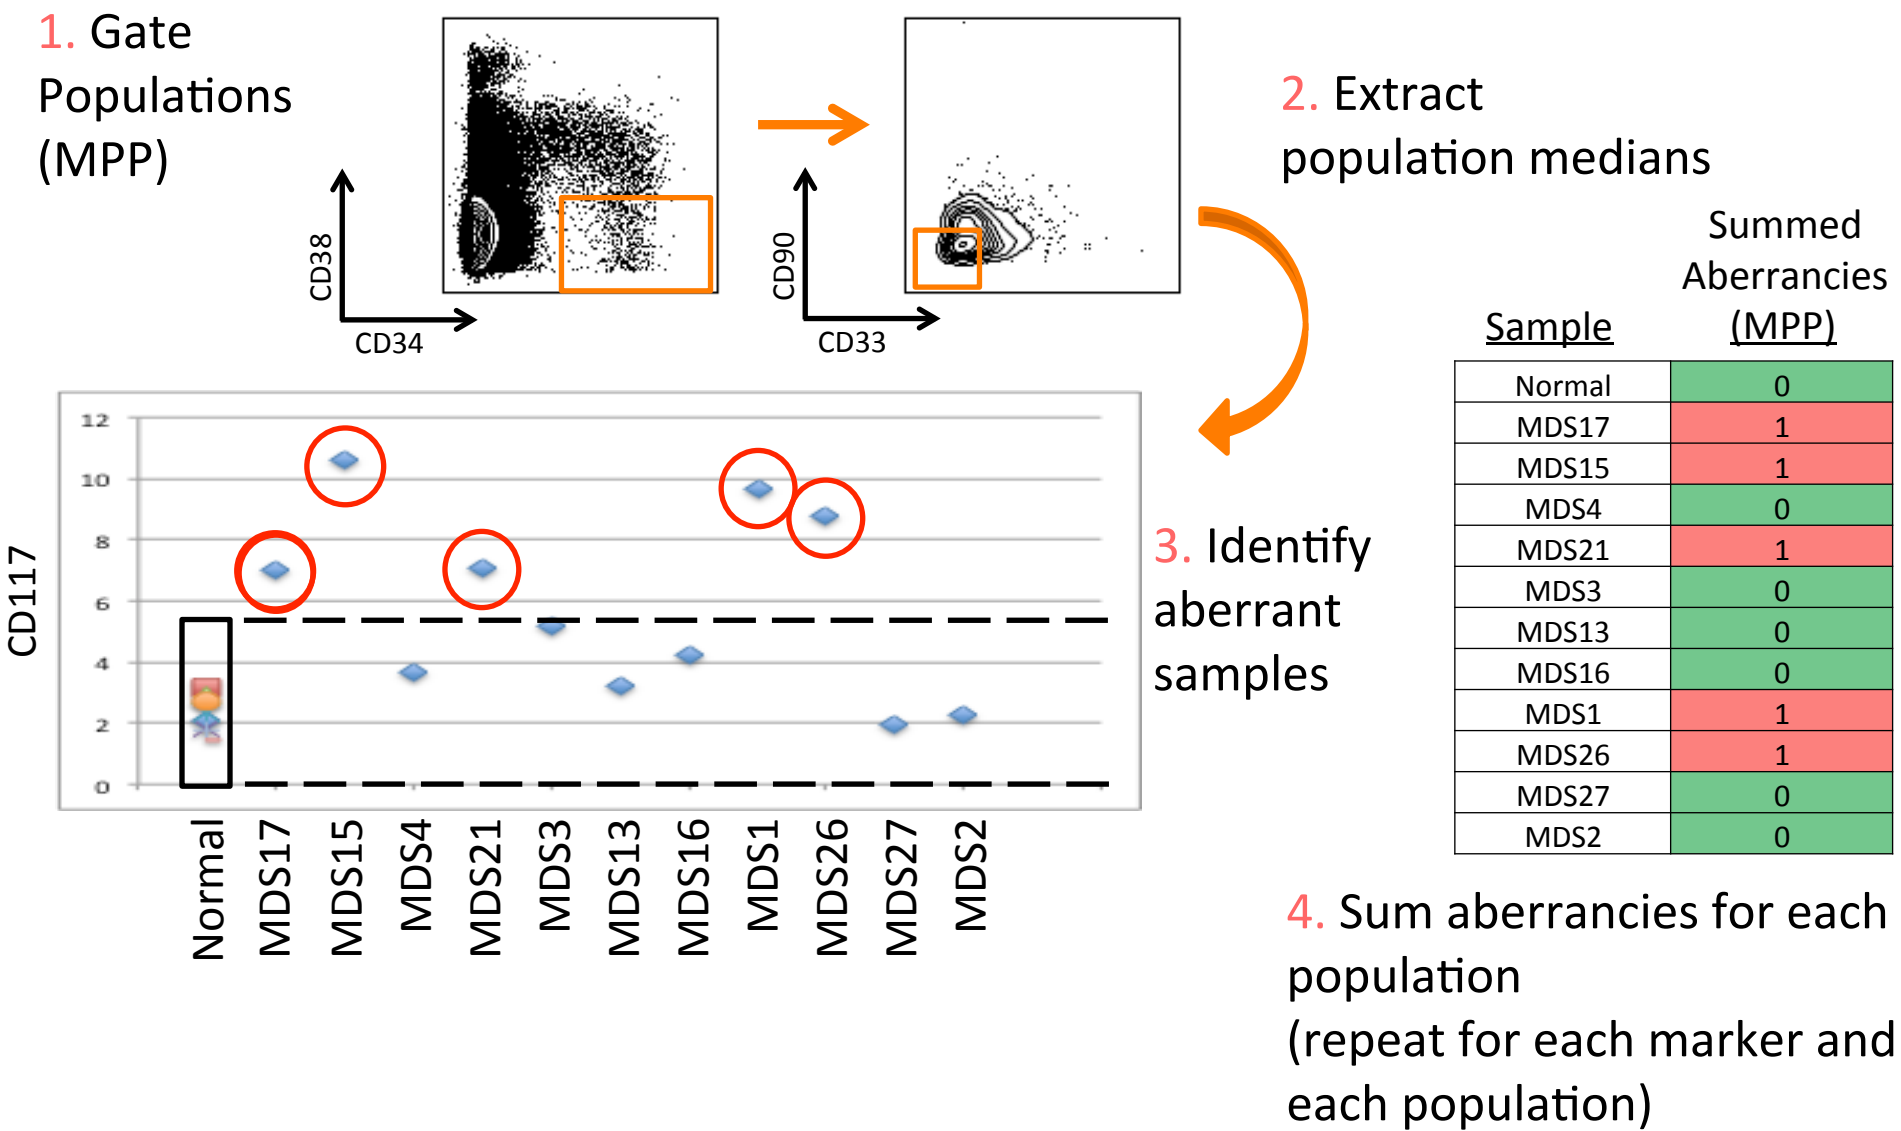 1. Gate
Populations
(MPP)
CD38
CD34
CD90
CD33
2. Extract
population medians
12
10
8
6
4
2
0
CD117
Normal
MDS17
MDS15
MDS4
MDS21
MDS3
MDS13
MDS16
MDS1
MDS26
MDS27
MDS2
3. Identify
aberrant
samples
Summed
Aberrancies
Sample (MPP)
Normal 0
MDS17 1
MDS15 1
MDS4 0
MDS21 1
MDS3 0
MDS13 0
MDS16 0
MDS1 1
MDS26 1
MDS27 0
MDS2 0
4. Sum aberrancies for each
population
(repeat for each marker and
each population)